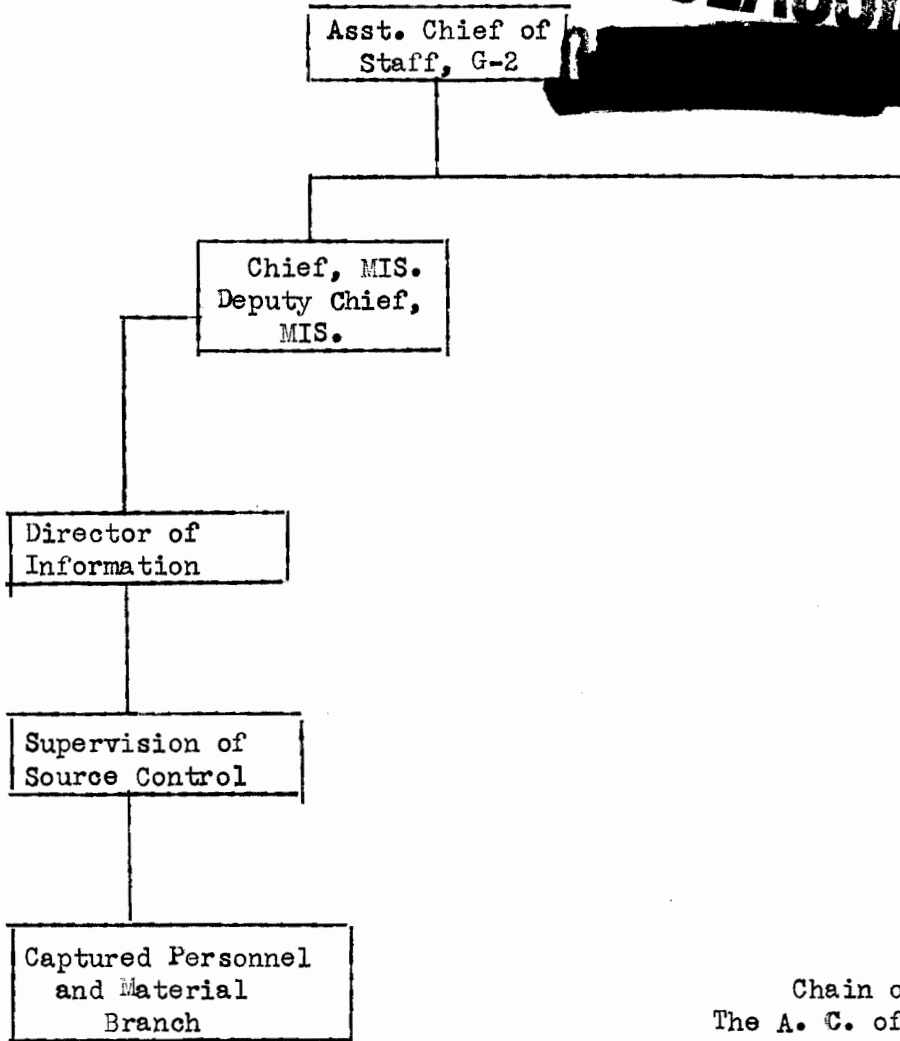 Asst. Chief of
Staff, G-2
Chief, MIS.
Deputy Chief,
MIS.
Director of
Information
Supervision of
Source Control
Captured Personnel
and Material
Branch
Chain o
The A. C. of